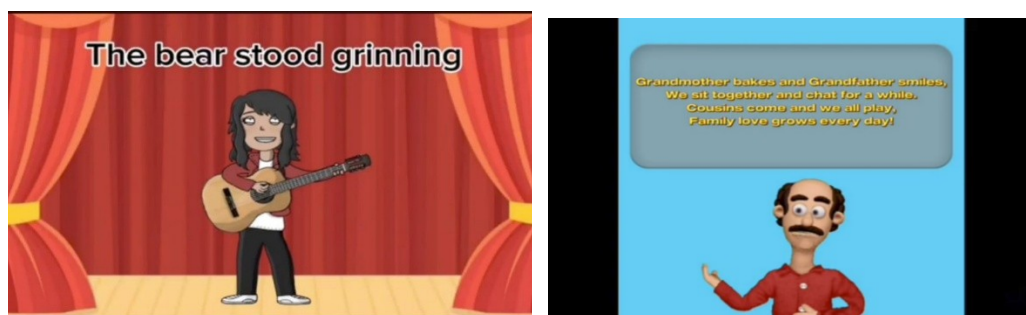 The bear stood grinning
Grandmother bakes and Grandfather smiles,
We sit together and chat for a while.
Cousins come and we all play,
Family love grows every day!